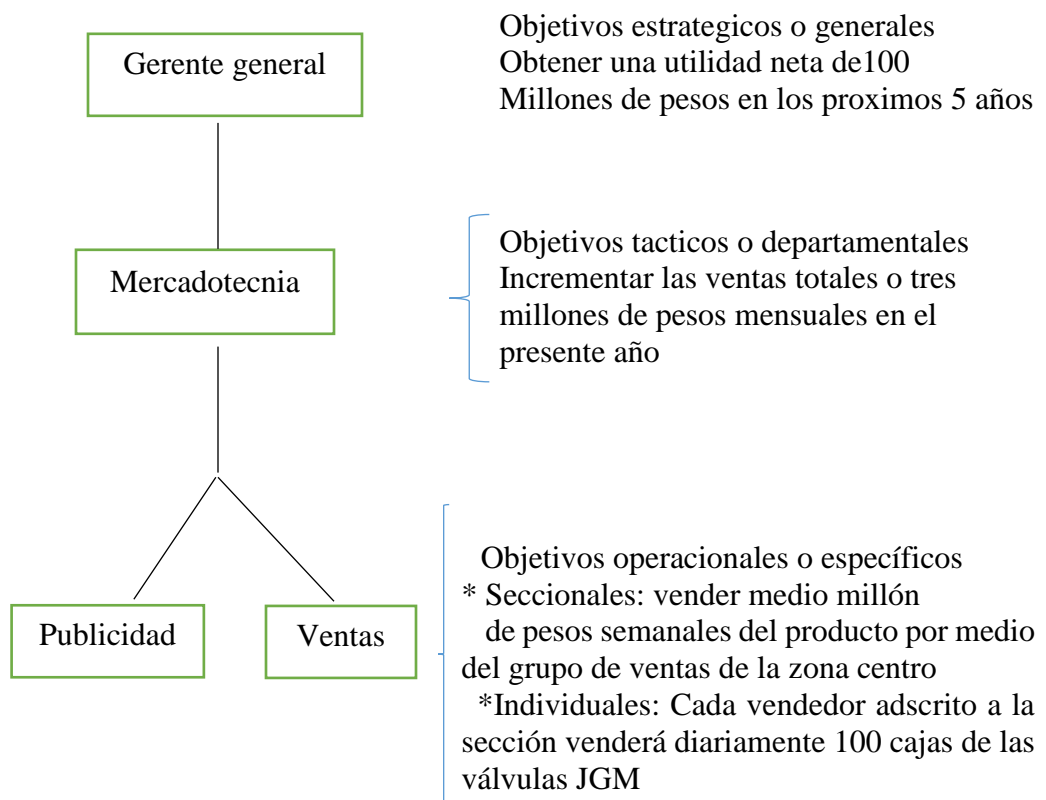 Gerente general
Objetivos estrategicos o generales
Obtener una utilidad neta de100
Millones de pesos en los proximos 5 años
Mercadotecnia
Objetivos tacticos o departamentales
Incrementar las ventas totales o tres
millones de pesos mensuales en el
presente año
Publicidad
Ventas
Objetivos operacionales o específicos
* Seccionales: vender medio millón
de pesos semanales del producto por medio
del grupo de ventas de la zona centro
*Individuales: Cada vendedor adscrito a la
sección venderá diariamente 100 cajas de las
válvulas JGM